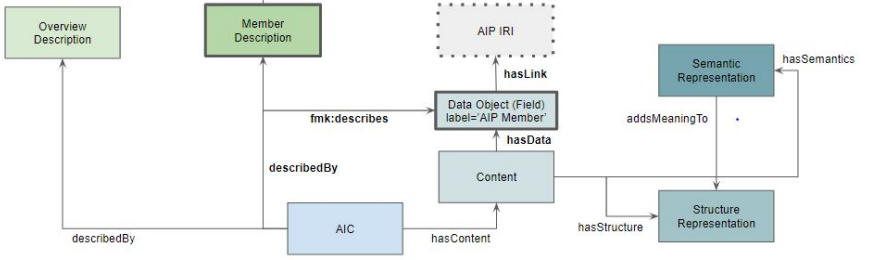 Overview
Description
Member
Description
AIP IRI
hasLink
Semantic
Representation
hasSemantics
Data Object (Field)
label='AIP Member'
fmk:describes
addsMeaningTo
hasData
describedBy
Content
Structure
Representation
AIC
describedBy
hasContent
hasStructure